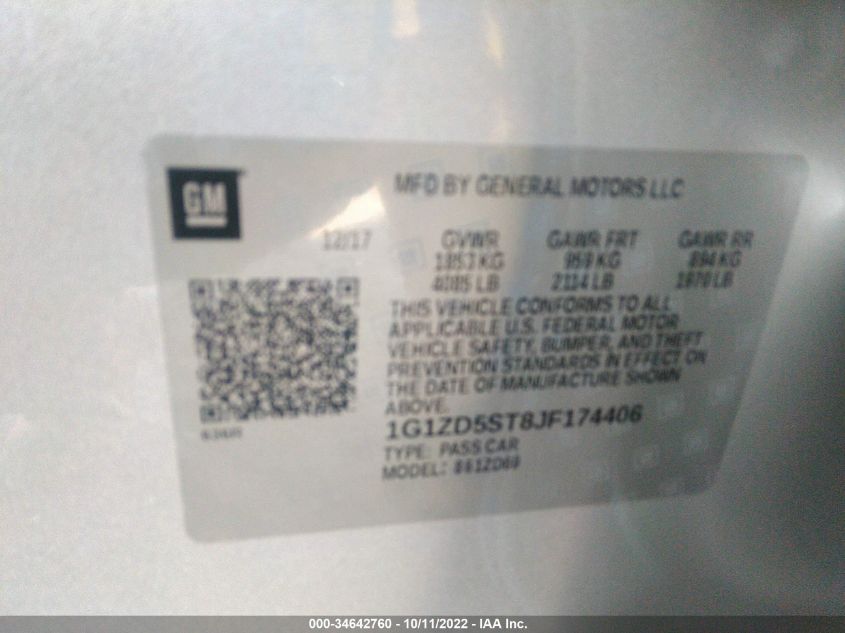 GM
MFD BY GENERAL MOTORS LLC
12/17 GVWR GAWR FRT GAWR RR
1853 KG 959 KG 894 KG
4085 LB 2114 LB 1970 LB
THIS VEHICLE CONFORMS TO ALL
APPLICABLE U.S. FEDERAL MOTOR
VEHICLE SAFETY, BUMPER, AND THEFT
PREVENTION STANDARDS IN EFFECT ON
THE DATE OF MANUFACTURE SHOWN
ABOVE.
1G1ZD5ST8JF174406
TYPE: PASS CAR
MODEL:
000-34642760 - 10/11/2022 - IAA Inc.